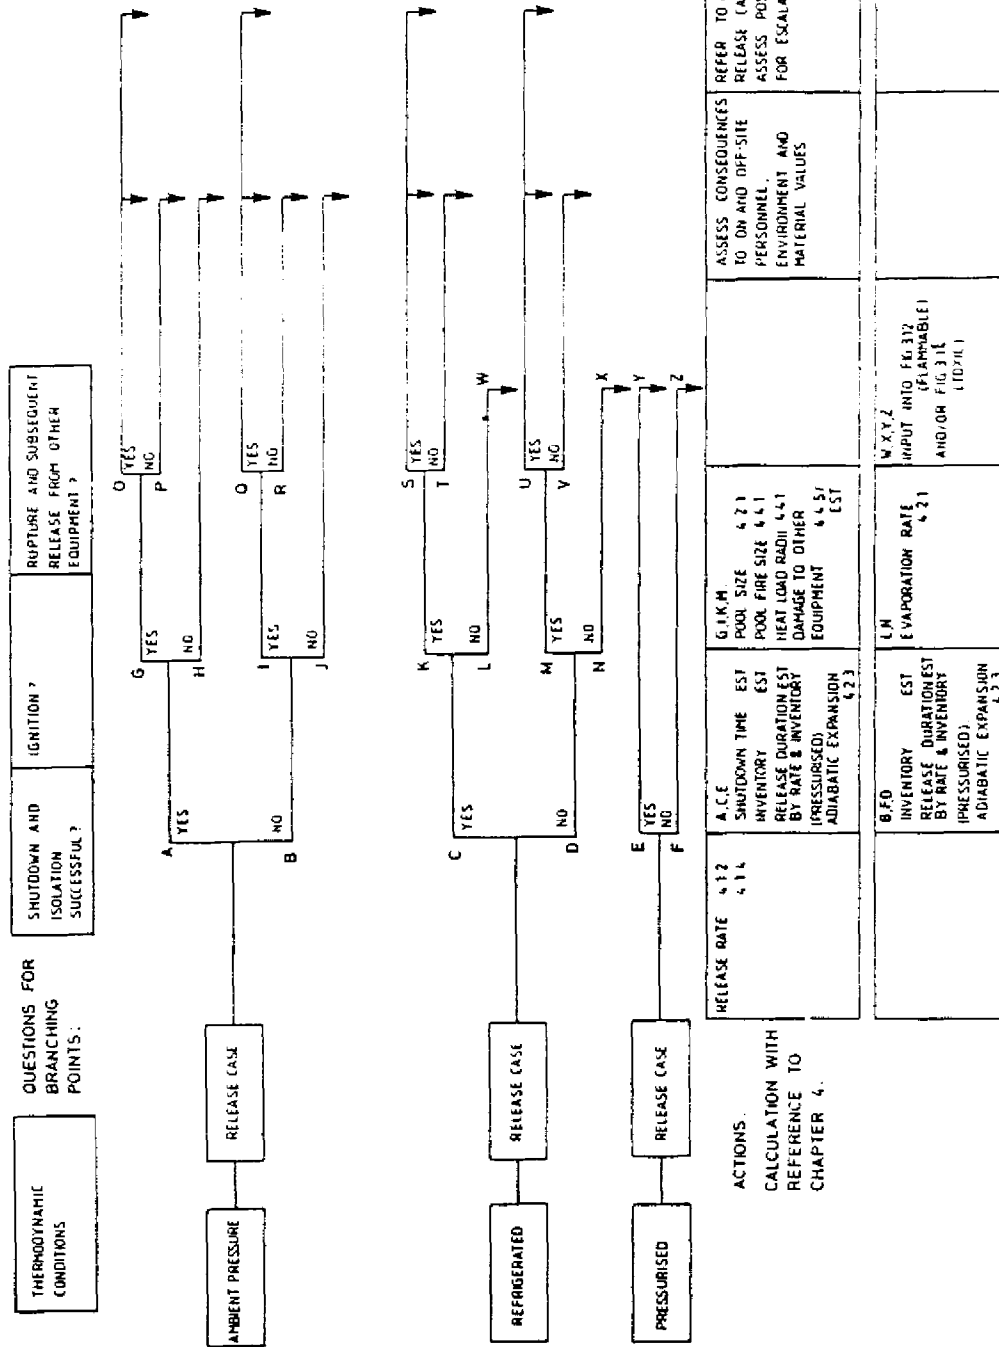 THERMODYNAMIC
CONDITIONS
QUESTIONS FOR
BRANCHING
POINTS:
SHUTDOWN AND
ISOLATION
SUCCESSFUL ?
IGNITION ?
RUPTURE AND SUBSEQUENT
RELEASE FROM OTHER
EQUIPMENT ?
AMBIENT PRESSURE
RELEASE CASE
A
YES
NO
B
G
YES
NO
H
I
YES
NO
J
O
YES
NO
P
Q
YES
NO
R
REFRIGERATED
RELEASE CASE
C
YES
NO
D
K
YES
NO
L
M
YES
NO
N
S
YES
NO
T
U
YES
NO
V
W
X
PRESSURISED
RELEASE CASE
E
YES
NO
F
Y
Z
ACTIONS.
CALCULATION WITH
REFERENCE TO
CHAPTER 4.
RELEASE RATE 4 1 2
4 1 4
A,C,E
SHUTDOWN TIME EST
INVENTORY EST
RELEASE DURATION EST
BY RATE & INVENTORY
(PRESSURISED)
ADIABATIC EXPANSION
4 2 3
G,I,K,M.
POOL SIZE 4 2 1
POOL FIRE SIZE 4 4 1
HEAT LOAD RADII 4 4 1
DAMAGE TO OTHER
EQUIPMENT 4 4 5/
EST
ASSESS CONSEQUENCES
TO ON AND OFF-SITE
PERSONNEL,
ENVIRONMENT AND
MATERIAL VALUES
REFER TO
RELEASE CA
ASSESS POS
FOR ESCALA
B,F,D
INVENTORY EST
RELEASE DURATION EST
BY RATE & INVENTORY
(PRESSURISED)
ADIABATIC EXPANSION
4 2 3
L,N
EVAPORATION RATE
4 2 1
W,X,Y,Z
INPUT INTO FIG 3 12
(FLAMMABLE)
AND/OR FIG
(TOXIC)